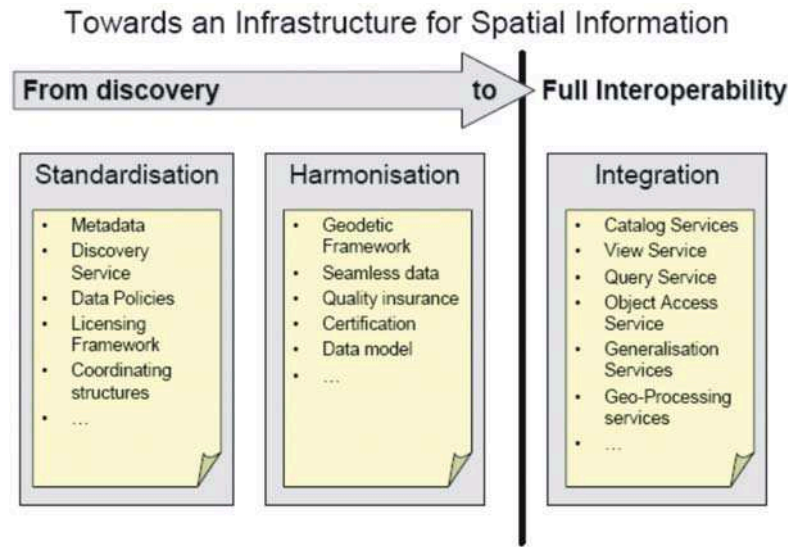 Towards an Infrastructure for Spatial Information
From discovery to Full Interoperability
Standardisation
• Metadata
• Discovery
Service
• Data Policies
• Licensing
Framework
• Coordinating
structures
• ...
Harmonisation
• Geodetic
Framework
• Seamless data
• Quality insurance
• Certification
• Data model
• ...
Integration
• Catalog Services
• View Service
• Query Service
• Object Access
Service
• Generalisation
Services
• Geo-Processing
services
• ...